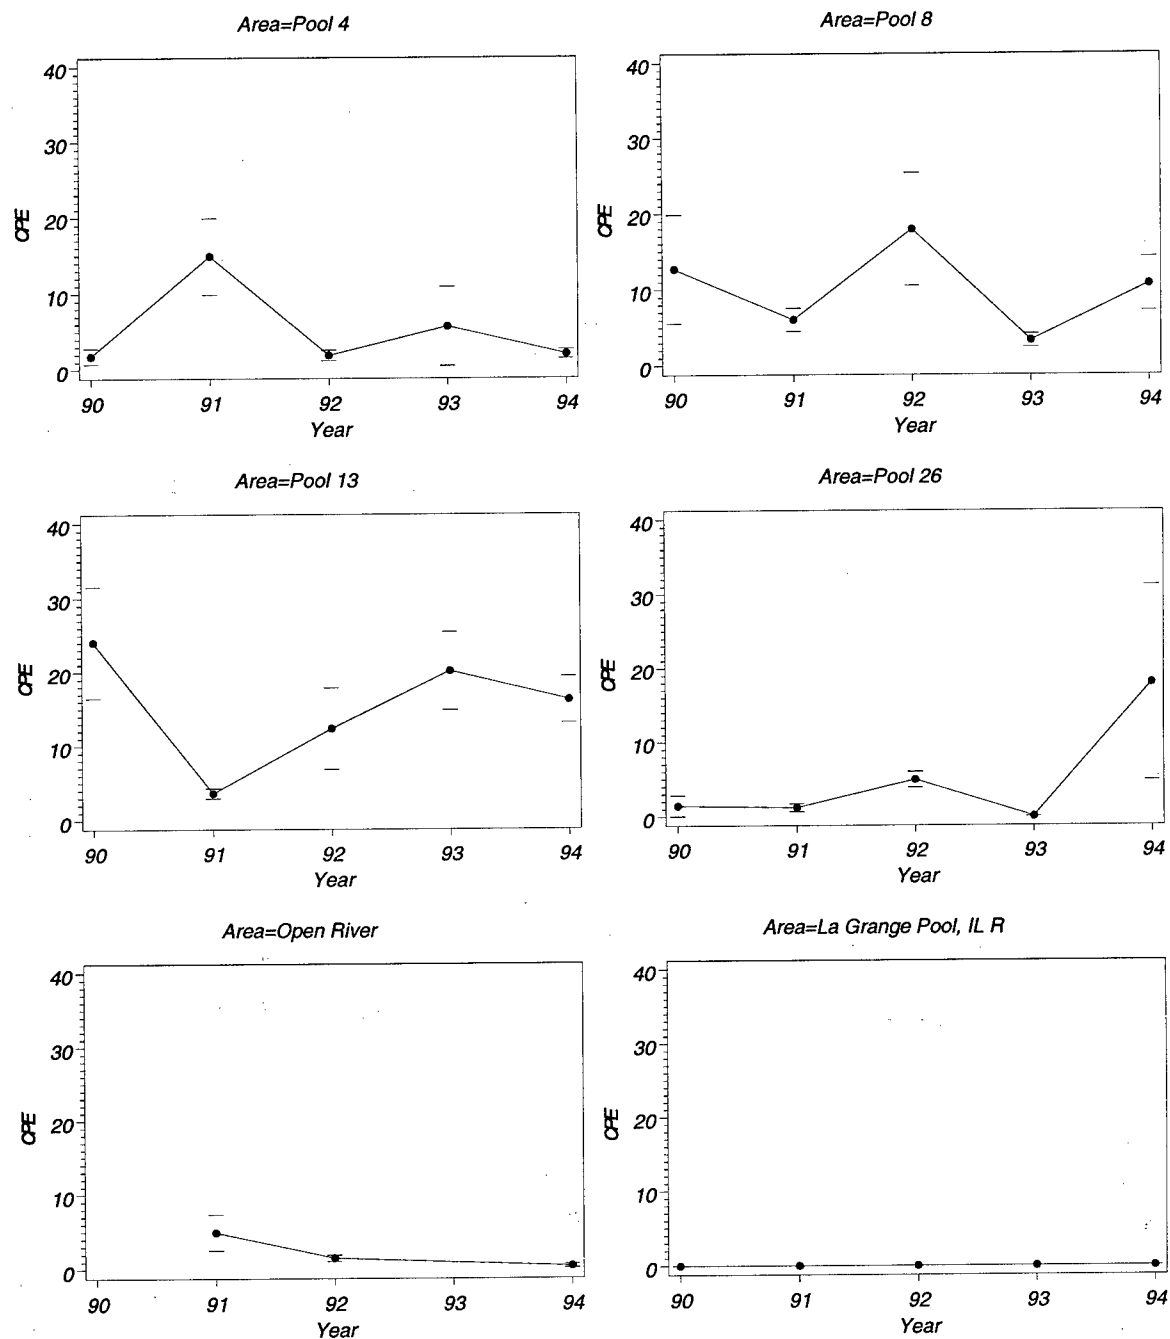 Area=Pool 4
40
30
20
10
0
CPE
90 91 92 93 94
Year
Area=Pool 8
40
30
20
10
0
CPE
90 91 92 93 94
Year
Area=Pool 13
40
30
20
10
0
CPE
90 91 92 93 94
Year
Area=Pool 26
40
30
20
10
0
CPE
90 91 92 93 94
Year
Area=Open River
40
30
20
10
0
CPE
90 91 92 93 94
Year
Area=La Grange Pool, IL R
40
30
20
10
0
CPE
90 91 92 93 94
Year